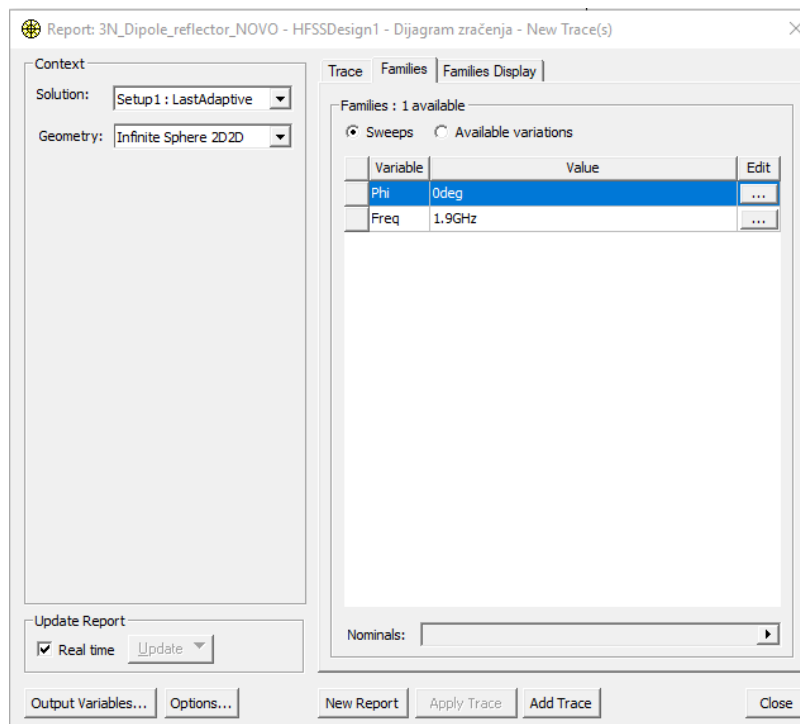 Report: 3N_Dipole_reflector_NOVO - HFSSDesign1 - Dijagram zračenja - New Trace(s)
Context
Solution: Setup1 : LastAdaptive
Geometry: Infinite Sphere 2D2D
Trace Families Families Display
Families : 1 available
Sweeps Available variations
Variable Value Edit
Phi 0deg ...
Freq 1.9GHz ...
Nominals:
Update Report
Real time Update
Output Variables... Options... New Report Apply Trace Add Trace Close